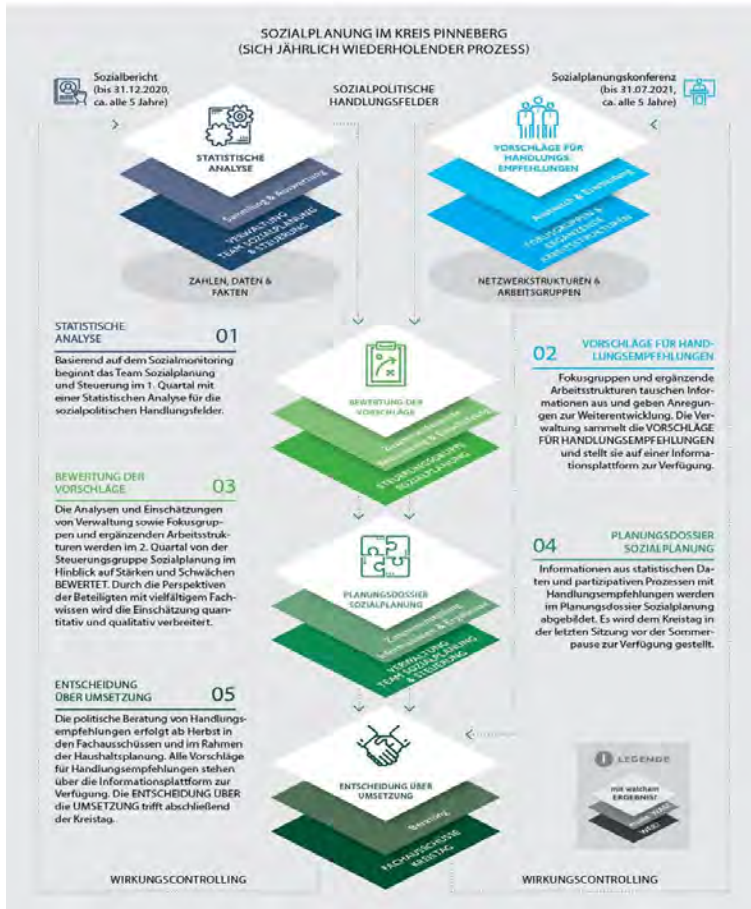 SOZIALPLANUNG IM KREIS PINNEBERG
(SICH JÄHRLICH WIEDERHOLENDER PROZESS)
Sozialbericht
(bis 31.12.2020,
ca. alle 5 Jahre)
SOZIALPOLITISCHE
HANDLUNGSFELDER
Sozialplanungskonferenz
(bis 31.07.2021,
ca. alle 5 Jahre)
STATISTISCHE
ANALYSE
Sammlung & Auswertung
VERWALTUNG
TEAM SOZIALPLANUNG
& STEUERUNG
ZAHLEN, DATEN &
FAKTEN
VORSCHLÄGE FÜR
HANDLUNGS
EMPFEHLUNGEN
Austausch &
FOKUSGRUPPEN &
ERGÄNZENDE
ARBEITSSTRUKTUREN
NETZWERKSTRUKTUREN &
ARBEITSGRUPPEN
STATISTISCHE
ANALYSE 01
Basierend auf dem Sozialmonitoring
beginnt das Team Sozialplanung
und Steuerung im 1. Quartal mit
einer Statistischen Analyse für die
sozialpolitischen Handlungsfelder.
BEWERTUNG DER
VORSCHLÄGE
STEUERUNGSGRUPPE
SOZIALPLANUNG
02 VORSCHLÄGE FÜR HAND-
LUNGSEMPFEHLUNGEN
Fokusgruppen und ergänzende
Arbeitsstrukturen tauschen Infor-
mationen aus und geben Anregun-
gen zur Weiterentwicklung. Die Ver-
waltung sammelt die VORSCHLÄGE
FÜR HANDLUNGSEMPFEHLUNGEN
und stellt sie auf einer Informa-
tionsplattform zur Verfügung.
BEWERTUNG DER
VORSCHLÄGE 03
Die Analysen und Einschätzungen
von Verwaltung sowie Fokusgrup-
pen und ergänzenden Arbeitsstruk-
turen werden im 2. Quartal von der
Steuerungsgruppe Sozialplanung im
Hinblick auf Stärken und Schwächen
BEWERTET. Durch die Perspektiven
der Beteiligten mit vielfältigem Fach-
wissen wird die Einschätzung quan-
titativ und qualitativ verbreitert.
PLANUNGSDOSSIER
SOZIALPLANUNG
VERWALTUNG
TEAM SOZIALPLANUNG
& STEUERUNG
04 PLANUNGSDOSSIER
SOZIALPLANUNG
Informationen aus statistischen Da-
ten und partizipativen Prozessen mit
Handlungsempfehlungen werden
im Planungsdossier Sozialplanung
abgebildet. Es wird dem Kreistag in
der letzten Sitzung vor der Sommer-
pause zur Verfügung gestellt.
ENTSCHEIDUNG
ÜBER UMSETZUNG 05
Die politische Beratung von Handlungs-
empfehlungen erfolgt ab Herbst in
den Fachausschüssen und im Rahmen
der Haushaltsplanung. Alle Vorschläge
für Handlungsempfehlungen stehen
über die Informationsplattform zur
Verfügung. Die ENTSCHEIDUNG ÜBER
die UMSETZUNG trifft abschließend
der Kreistag.
ENTSCHEIDUNG ÜBER
UMSETZUNG
Beratung
FACHAUSSCHÜSSE
KREISTAG
LEGENDE
mit welchem
ERGEBNIS?
WAS?
WER?
WIRKUNGSCONTROLLING
WIRKUNGSCONTROLLING